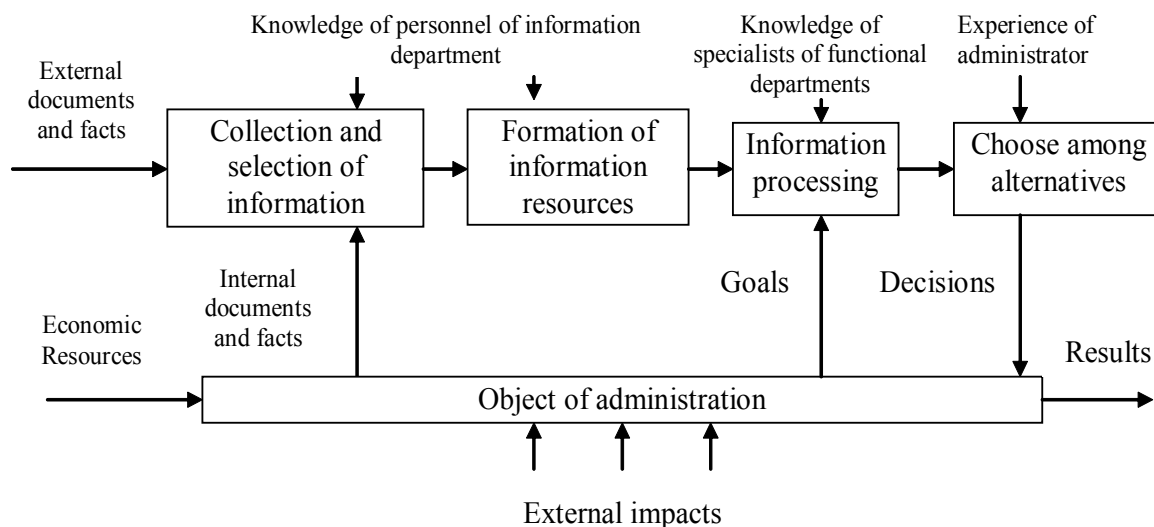 Knowledge of personnel of information
department
Knowledge of
specialists of functional
departments
Experience of
administrator
External
documents
and facts
Collection and
selection of
information
Formation of
information
resources
Information
processing
Choose among
alternatives
Internal
documents
and facts
Goals
Decisions
Economic
Resources
Results
Object of administration
External impacts